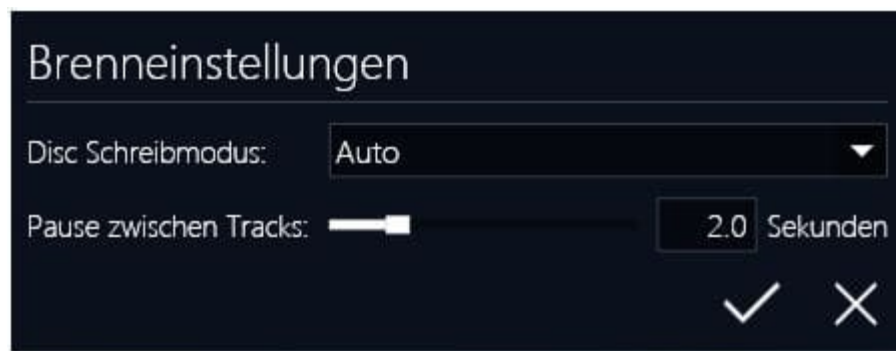 Brenneinstellungen
Disc Schreibmodus: Auto
Pause zwischen Tracks: 2.0 Sekunden